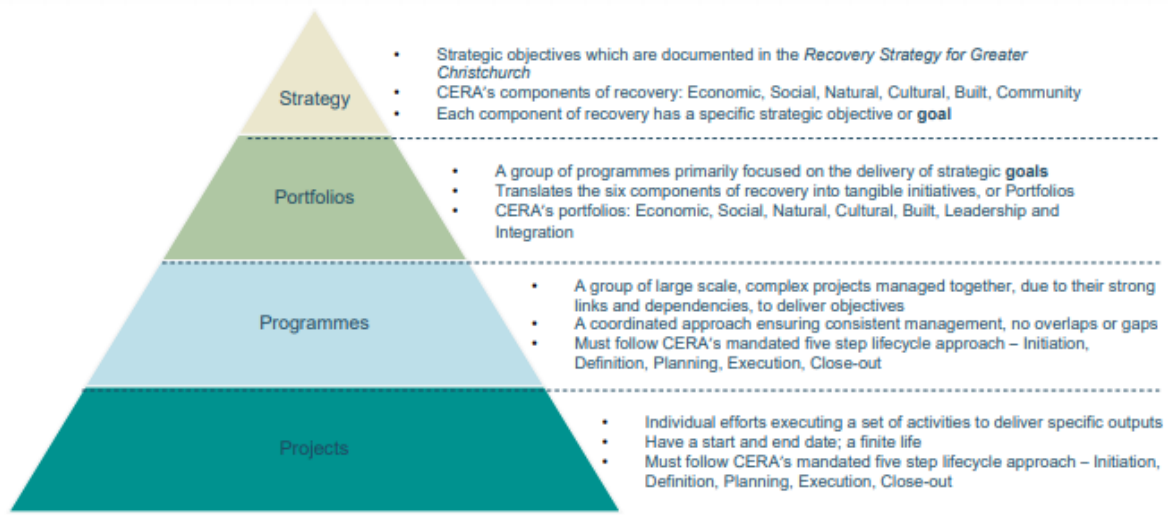 Strategy
• Strategic objectives which are documented in the Recovery Strategy for Greater
Christchurch
• CERA's components of recovery: Economic, Social, Natural, Cultural, Built, Community
• Each component of recovery has a specific strategic objective or goal
Portfolios
• A group of programmes primarily focused on the delivery of strategic goals
• Translates the six components of recovery into tangible initiatives, or Portfolios
• CERA's portfolios: Economic, Social, Natural, Cultural, Built, Leadership and
Integration
Programmes
• A group of large scale, complex projects managed together, due to their strong
links and dependencies, to deliver objectives
• A coordinated approach ensuring consistent management, no overlaps or gaps
• Must follow CERA's mandated five step lifecycle approach – Initiation,
Definition, Planning, Execution, Close-out
Projects
• Individual efforts executing a set of activities to deliver specific outputs
• Have a start and end date; a finite life
• Must follow CERA's mandated five step lifecycle approach – Initiation,
Definition, Planning, Execution, Close-out